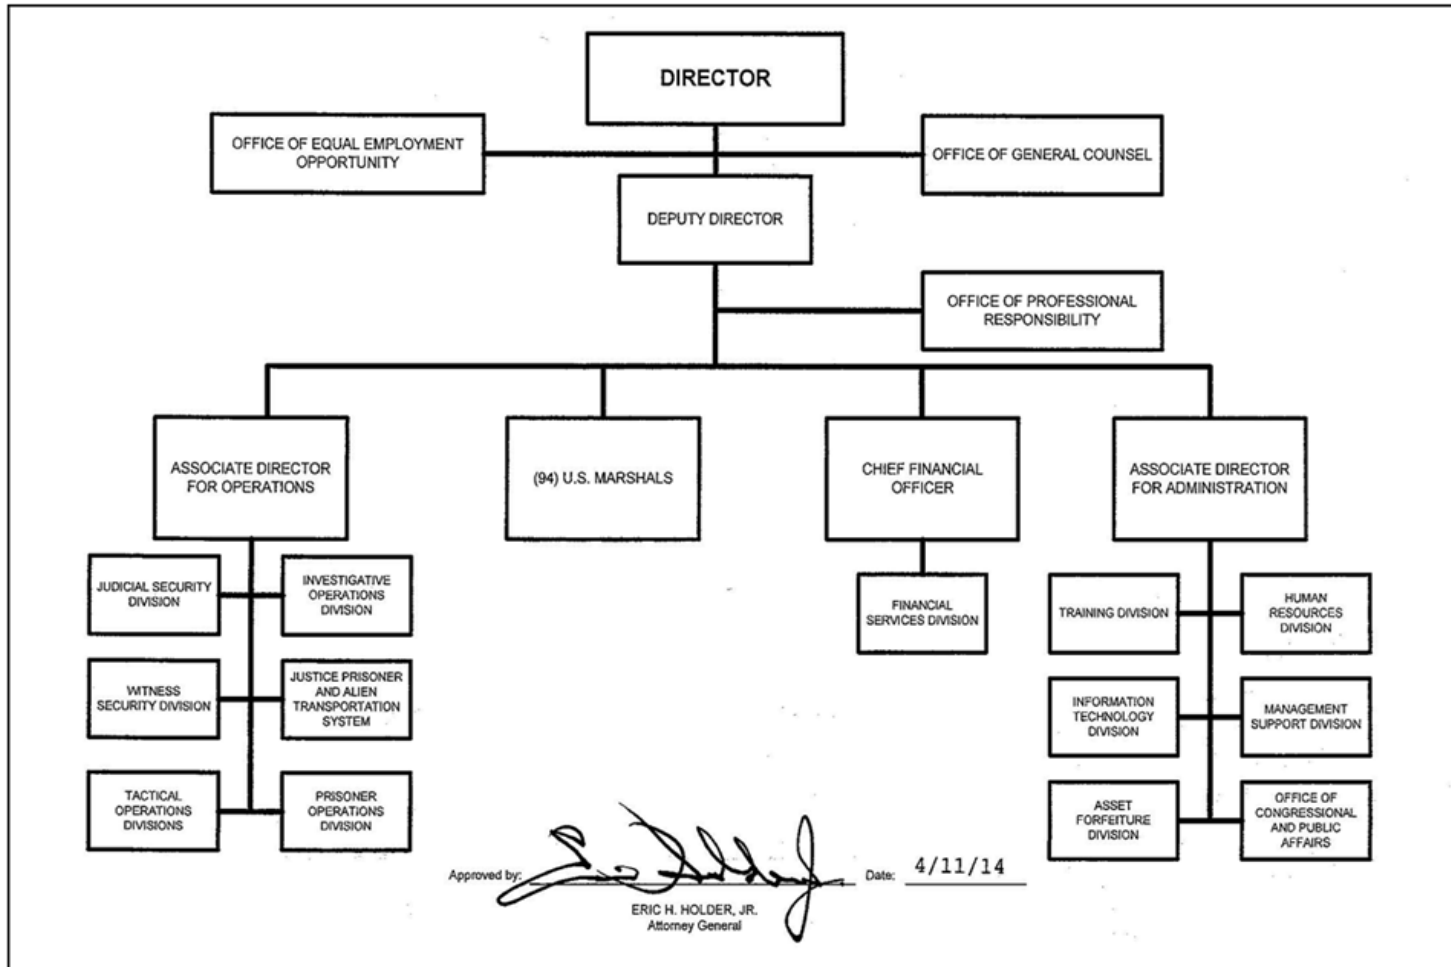 DIRECTOR
OFFICE OF EQUAL EMPLOYMENT
OPPORTUNITY
OFFICE OF GENERAL COUNSEL
DEPUTY DIRECTOR
OFFICE OF PROFESSIONAL
RESPONSIBILITY
ASSOCIATE DIRECTOR
FOR OPERATIONS
(94) U.S. MARSHALS
CHIEF FINANCIAL
OFFICER
ASSOCIATE DIRECTOR
FOR ADMINISTRATION
JUDICIAL SECURITY
DIVISION
INVESTIGATIVE
OPERATIONS
DIVISION
WITNESS
SECURITY DIVISION
JUSTICE PRISONER
AND ALIEN
TRANSPORTATION
SYSTEM
TACTICAL
OPERATIONS
DIVISIONS
PRISONER
OPERATIONS
DIVISION
FINANCIAL
SERVICES DIVISION
TRAINING DIVISION
HUMAN
RESOURCES
DIVISION
INFORMATION
TECHNOLOGY
DIVISION
MANAGEMENT
SUPPORT DIVISION
ASSET
FORFEITURE
DIVISION
OFFICE OF
CONGRESSIONAL
AND PUBLIC
AFFAIRS
Approved by:
Date: 4/11/14
ERIC H. HOLDER, JR.
Attorney General